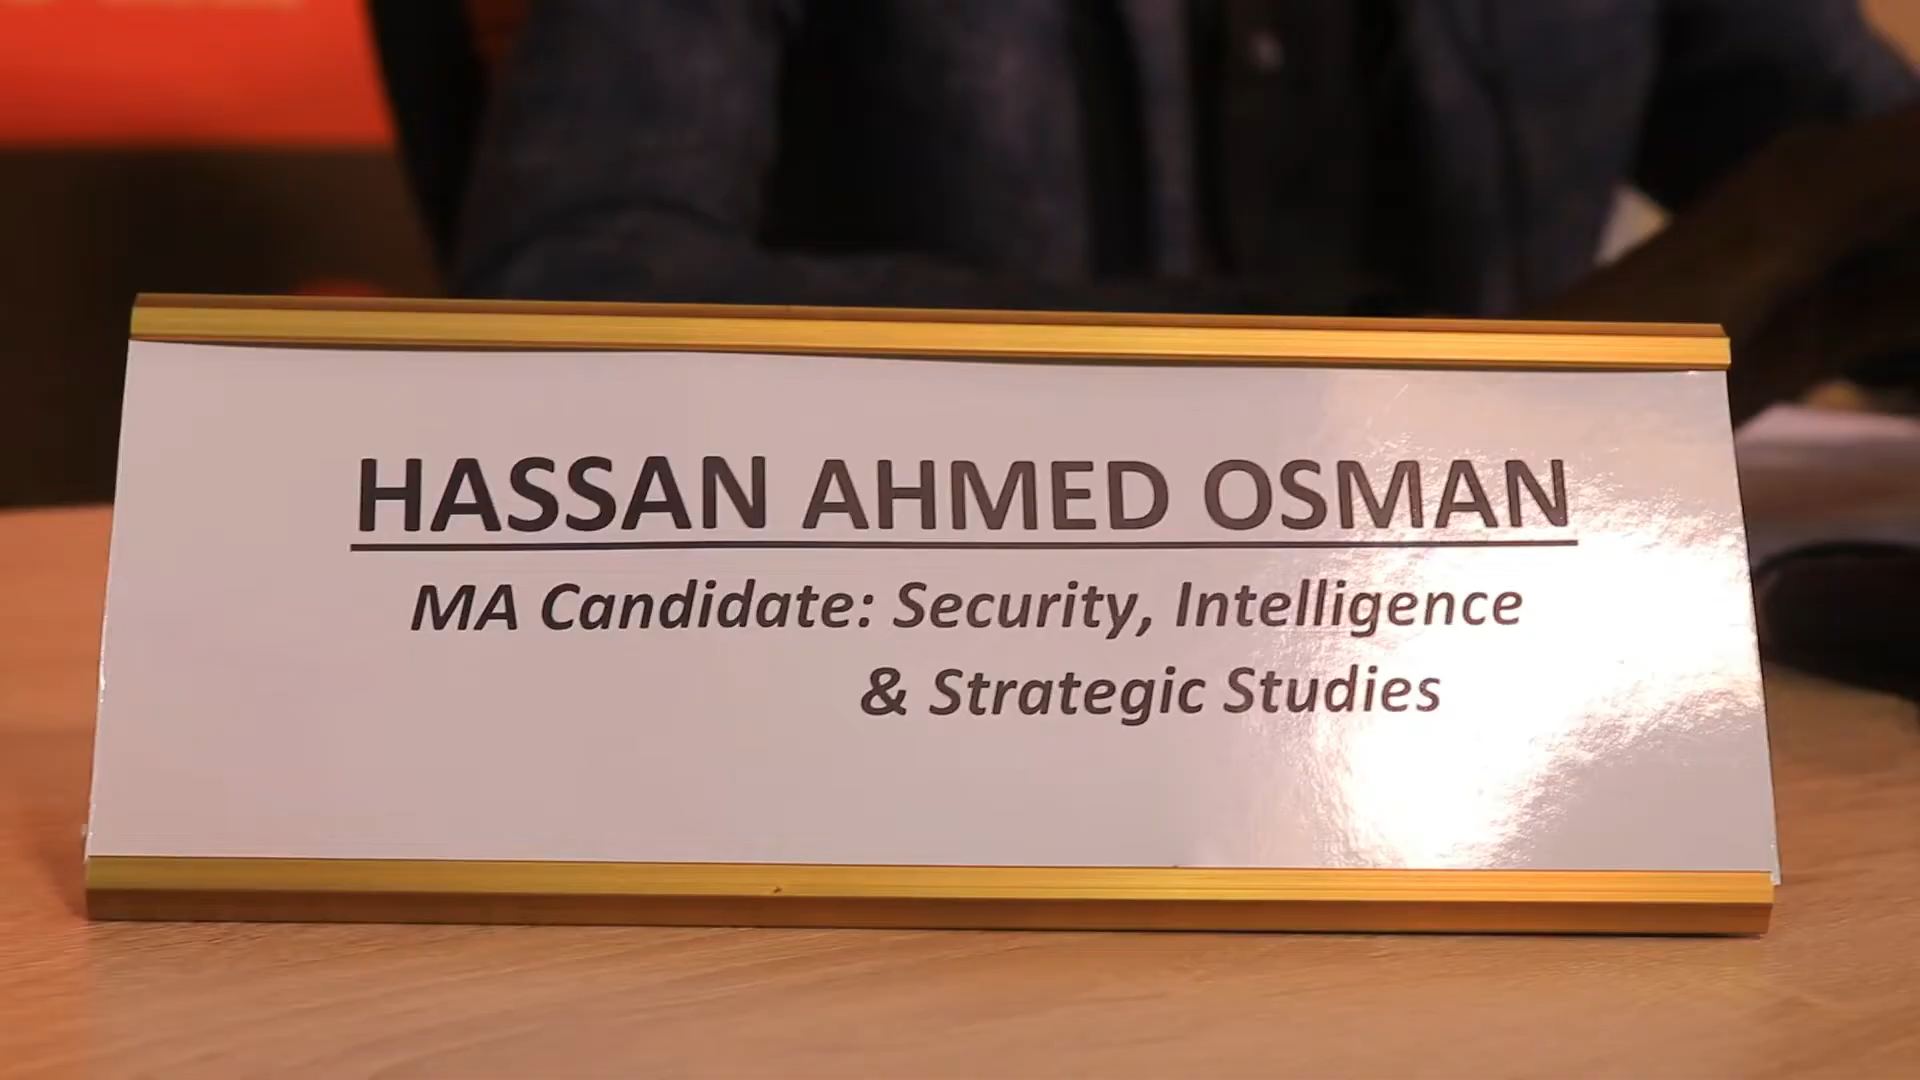 HASSAN AHMED OSMAN
MA Candidate: Security, Intelligence
& Strategic Studies